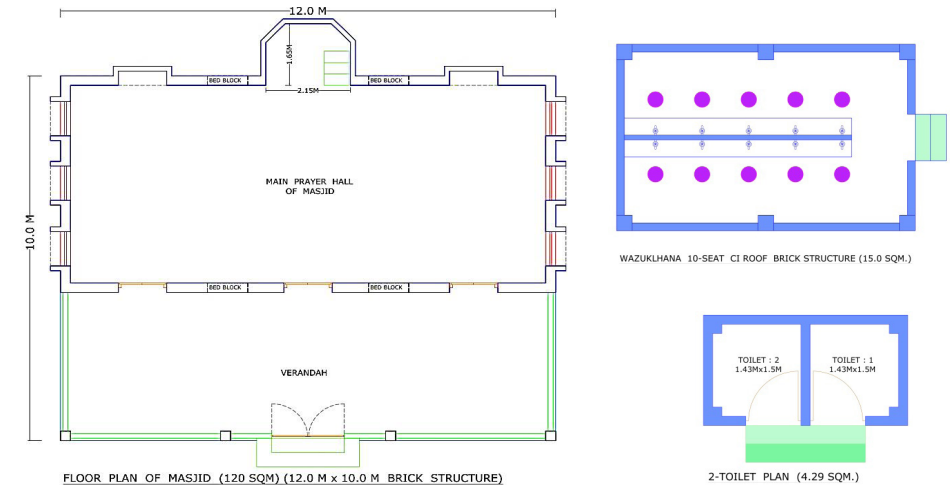 12.0 M
1.65M
BED BLOCK
BED BLOCK
2.15M
MAIN PRAYER HALL
OF MASJID
10.0 M
WAZUKLHANA 10-SEAT CI ROOF BRICK STRUCTURE (15.0 SQM.)
BED BLOCK
BED BLOCK
VERANDAH
TOILET : 2
1.43Mx1.5M
TOILET : 1
1.43Mx1.5M
FLOOR PLAN OF MASJID (120 SQM) (12.0 M x 10.0 M BRICK STRUCTURE)
2-TOILET PLAN (4.29 SQM.)